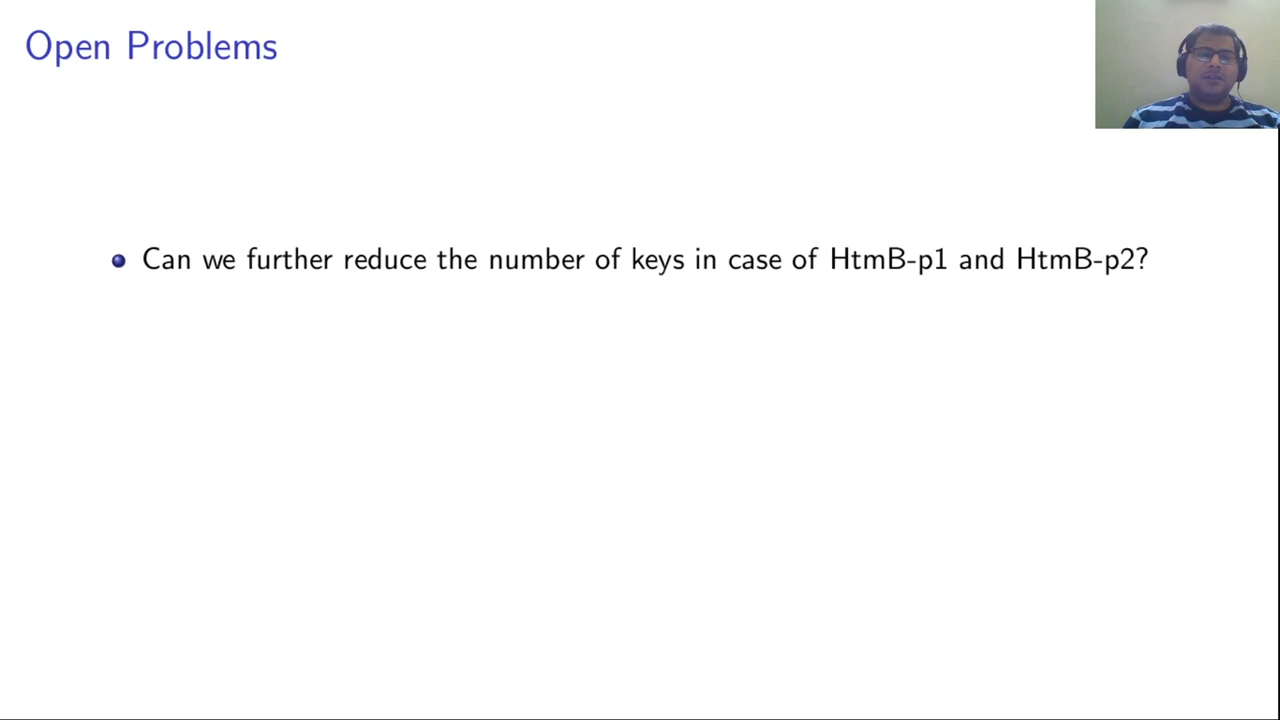 Open Problems
Can we further reduce the number of keys in case of HtmB-p1 and HtmB-p2?